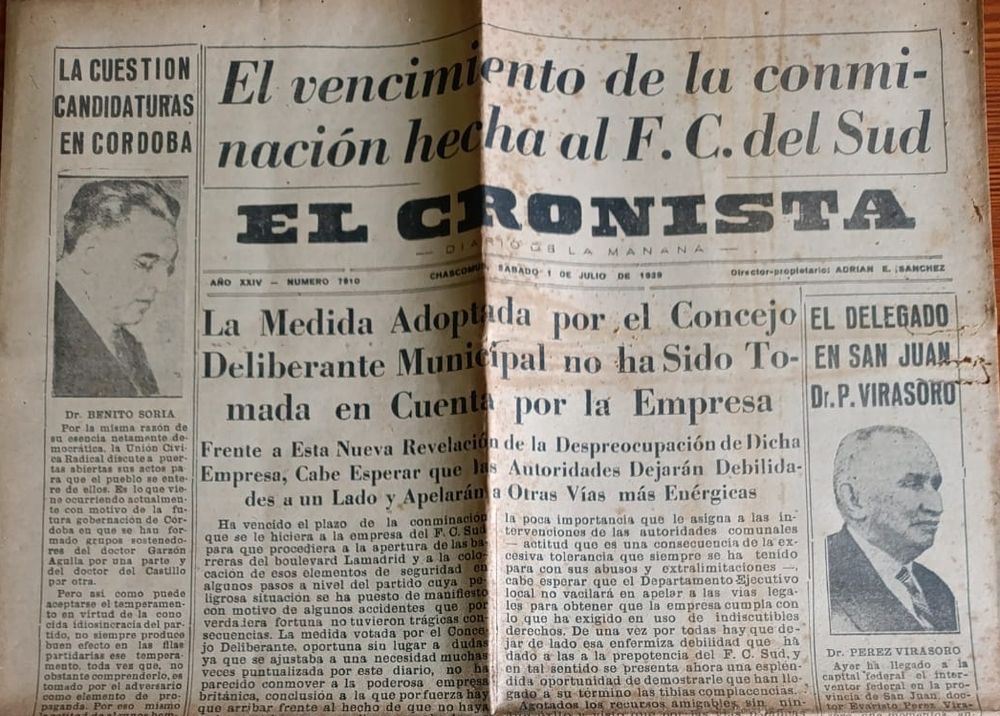 LA CUESTION
CANDIDATURAS
EN CORDOBA
El vencimiento de la conmi-
nación hecha al F. C. del Sud
EL CRONISTA
— DIARIO DE LA MAÑANA —
AÑO XXIV — NUMERO 7810
CHASCOMUS, SABADO 1 DE JULIO DE 1939
Director-propietario: ADRIAN E. SANCHEZ
Dr. BENITO SORIA
Por la misma razón de
su esencia netamente de-
mocrática, la Unión Cívi-
ca Radical discute a puer-
tas abiertas sus actos pa-
ra que el pueblo se ente-
re de ellos. Es lo que vie-
ne ocurriendo actualmen-
te con motivo de la fu-
tura gobernación de Cór-
doba en que se han for-
mado grupos sostenedo-
res del doctor Garzón
Agulla por una parte y
del doctor del Castillo
por otra.
Pero así como puede
aceptarse el temperamen-
to en virtud de la cono
cida idiosincracia del par-
tido, no siempre produce
buen efecto en las filas
partidarias ese tempera-
mento, toda vez que, no
obstante comprenderlo, es
tomado por el adversario
como elemento de pro-
paganda. Por eso mismo
La Medida Adoptada por el Concejo
Deliberante Municipal no ha Sido To-
mada en Cuenta por la Empresa
Frente a Esta Nueva Revelación de la Despreocupación de Dicha
Empresa, Cabe Esperar que las Autoridades Dejarán Debilida-
des a un Lado y Apelarán a Otras Vías más Enérgicas
Ha vencido el plazo de la conminación
que se le hiciera a la empresa del F. C. Sud
para que procediera a la apertura de las ba-
rreras del boulevard Lamadrid y a la colo-
cación de esos elementos de seguridad en
algunos pasos a nivel del partido cuya pe-
ligrosa situación se ha puesto de manifiesto
con motivo de algunos accidentes que por
verdadera fortuna no tuvieron trágicas con-
secuencias. La medida votada por el Conce-
jo Deliberante, oportuna sin lugar a dudas
ya que se ajustaba a una necesidad muchas
veces puntualizada por este diario, no ha
parecido conmover a la poderosa empresa
británica, conclusión a la que por fuerza hay
que arribar frente al hecho de que no haya
la poca importancia que le asigna a las in-
tervenciones de las autoridades comunales
— actitud que es una consecuencia de la ex-
cesiva tolerancia que siempre se ha tenido
para con sus abusos y extralimitaciones —,
cabe esperar que el Departamento Ejecutivo
local no vacilará en apelar a las vías lega-
les para obtener que la empresa cumpla con
lo que ha exigido en uso de indiscutibles
derechos. De una vez por todas hay que de-
jar de lado esa enfermiza debilidad que ha
dado a las a la prepotencia del F. C. Sud, y
en tal sentido se presenta ahora una esplén-
dida oportunidad de demostrarle que han lle-
gado a su término las tibias complacencias.
Agotados los recursos amigables, sin nin-
EL DELEGADO
EN SAN JUAN
Dr. P. VIRASORO
Dr. PEREZ VIRASORO
Ayer ha llegado a la
capital federal el inter-
ventor federal en la pro-
vincia de San Juan, doc-
tor Evaristo Pérez Vira-